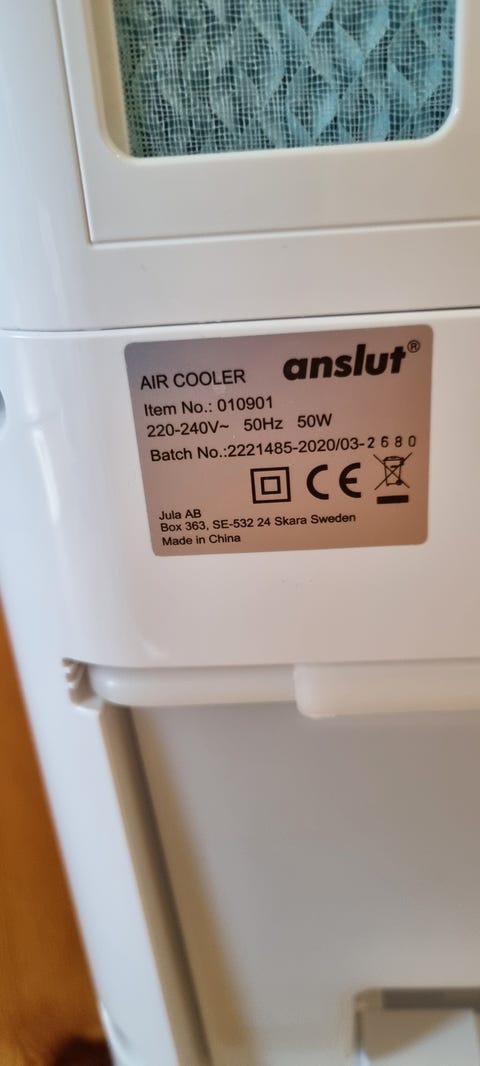 anslut®
AIR COOLER
Item No.: 010901
220-240V~ 50Hz 50W
Batch No.:2221485-2020/03-2680
CE
Jula AB
Box 363, SE-532 24 Skara Sweden
Made in China